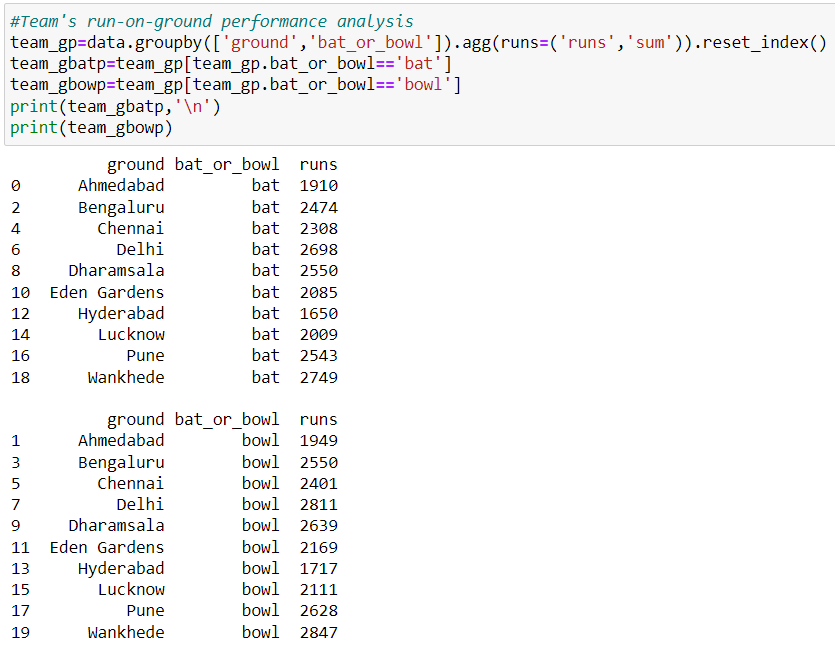 #Team's run-on-ground performance analysis
team_gp=data.groupby(['ground','bat_or_bowl']).agg(runs=('runs','sum')).reset_index()
team_gbatp=team_gp[team_gp.bat_or_bowl=='bat']
team_gbowp=team_gp[team_gp.bat_or_bowl=='bowl']
print(team_gbatp,'\n')
print(team_gbowp)
ground bat_or_bowl runs
0 Ahmedabad bat 1910
2 Bengaluru bat 2474
4 Chennai bat 2308
6 Delhi bat 2698
8 Dharamsala bat 2550
10 Eden Gardens bat 2085
12 Hyderabad bat 1650
14 Lucknow bat 2009
16 Pune bat 2543
18 Wankhede bat 2749
ground bat_or_bowl runs
1 Ahmedabad bowl 1949
3 Bengaluru bowl 2550
5 Chennai bowl 2401
7 Delhi bowl 2811
9 Dharamsala bowl 2639
11 Eden Gardens bowl 2169
13 Hyderabad bowl 1717
15 Lucknow bowl 2111
17 Pune bowl 2628
19 Wankhede bowl 2847